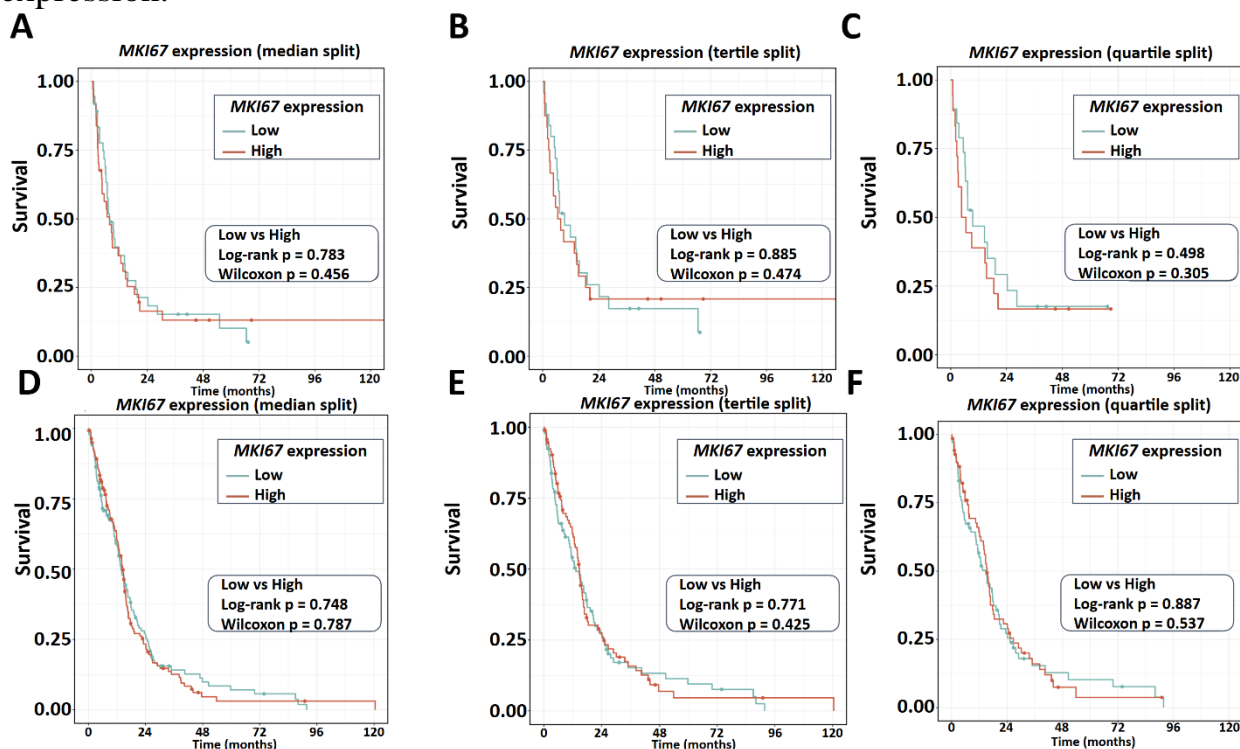 expression.
A
MKI67 expression (median split)
Survival
1.00
0.75
0.50
0.25
0.00
MKI67 expression
Low
High
Low vs High
Log-rank p = 0.783
Wilcoxon p = 0.456
0 24 48 72 96 120
Time (months)
B
MKI67 expression (tertile split)
Survival
1.00
0.75
0.50
0.25
0.00
MKI67 expression
Low
High
Low vs High
Log-rank p = 0.885
Wilcoxon p = 0.474
0 24 48 72 96 120
Time (months)
C
MKI67 expression (quartile split)
Survival
1.00
0.75
0.50
0.25
0.00
MKI67 expression
Low
High
Low vs High
Log-rank p = 0.498
Wilcoxon p = 0.305
0 24 48 72 96 120
Time (months)
D
MKI67 expression (median split)
Survival
1.00
0.75
0.50
0.25
0.00
MKI67 expression
Low
High
Low vs High
Log-rank p = 0.748
Wilcoxon p = 0.787
0 24 48 72 96 120
Time (months)
E
MKI67 expression (tertile split)
Survival
1.00
0.75
0.50
0.25
0.00
MKI67 expression
Low
High
Low vs High
Log-rank p = 0.771
Wilcoxon p = 0.425
0 24 48 72 96 120
Time (months)
F
MKI67 expression (quartile split)
Survival
1.00
0.75
0.50
0.25
0.00
MKI67 expression
Low
High
Low vs High
Log-rank p = 0.887
Wilcoxon p = 0.537
0 24 48 72 96 120
Time (months)